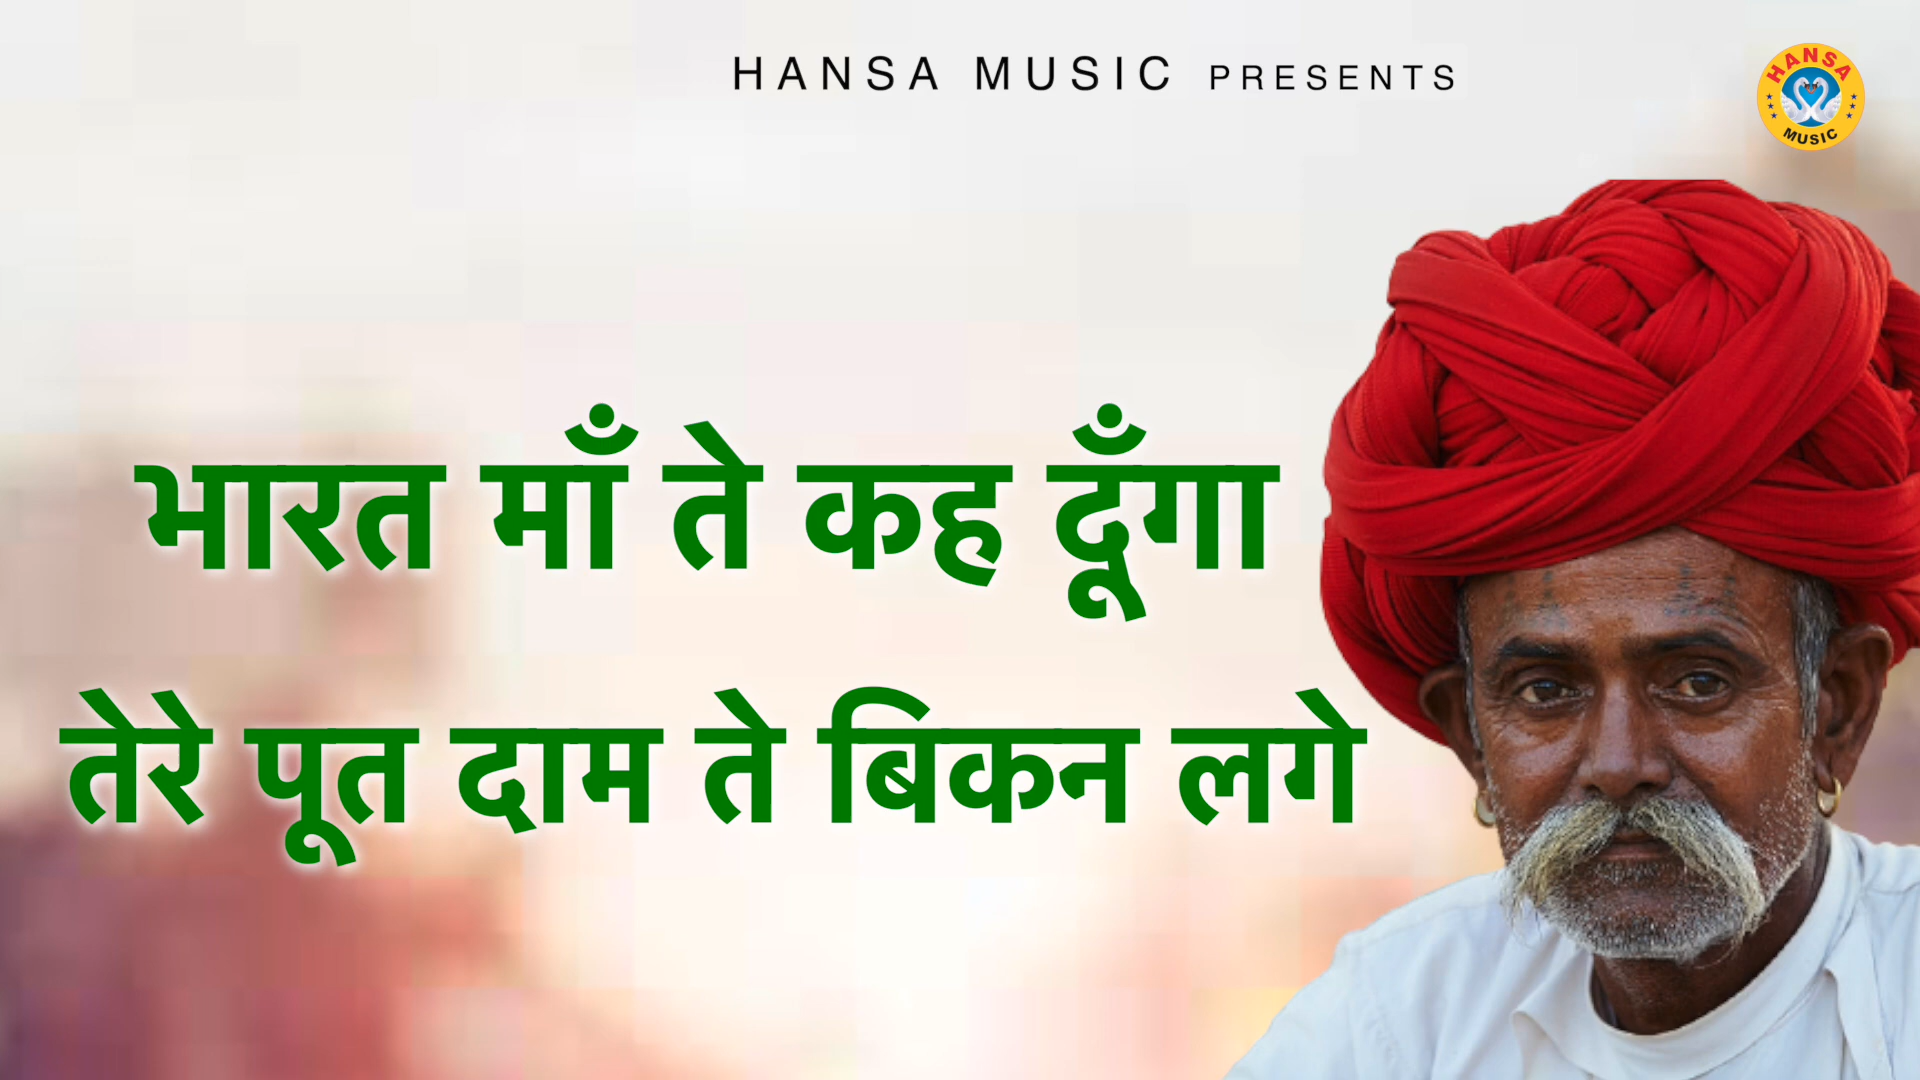 HANSA MUSIC PRESENTS
HANSA
MUSIC
भारत माँ ते कह दूँगा
तेरे पूत दाम ते बिकन लगे